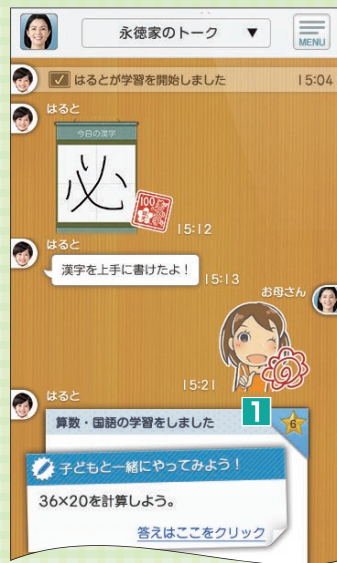 永徳家のトーク ▼
MENU
はるとが学習を開始しました 15:04
はると
今日の漢字
必
100
15:12
はると
漢字を上手に書けたよ！ 15:13
お母さん
15:21
はると
1
算数・国語の学習をしました 6
子どもと一緒にやってみよう！
36×20を計算しよう。
答えはここをクリック